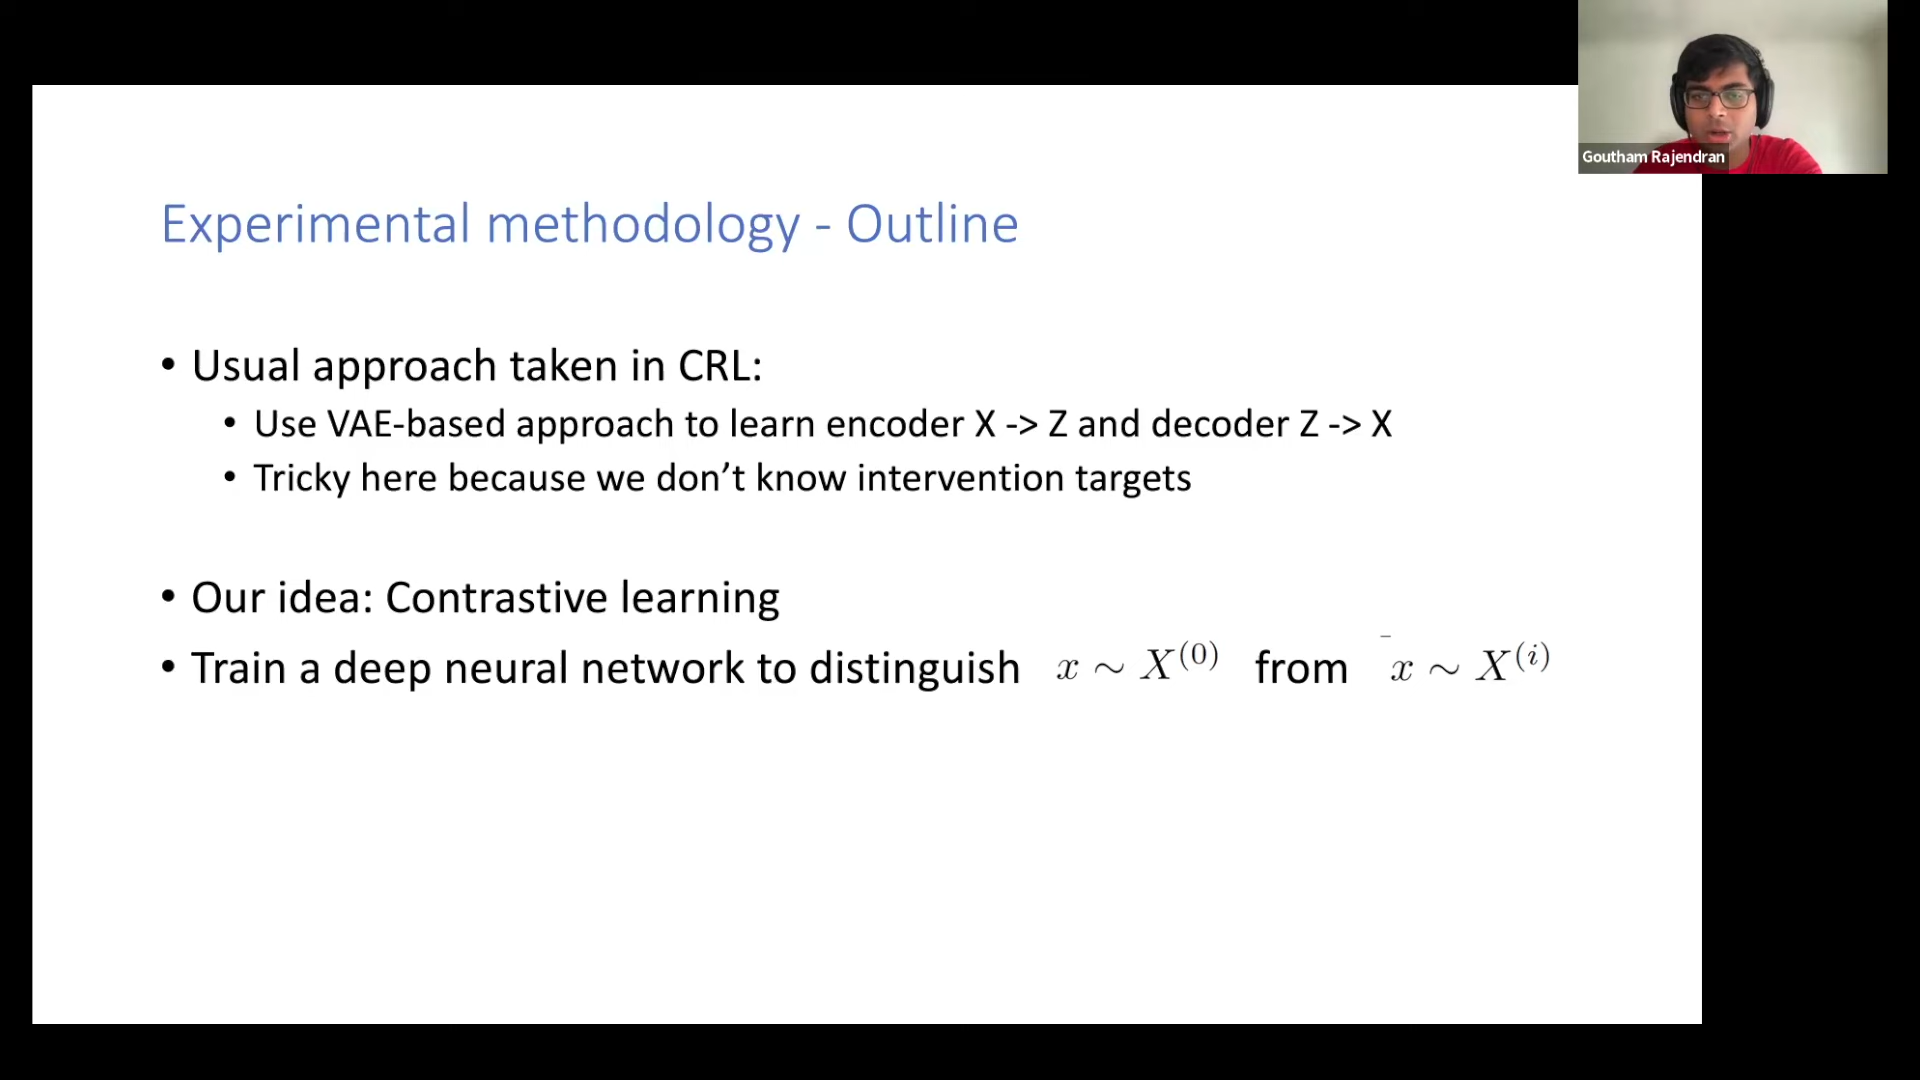 Goutham Rajendran
Experimental methodology - Outline
• Usual approach taken in CRL:
• Use VAE-based approach to learn encoder X -> Z and decoder Z -> X
• Tricky here because we don’t know intervention targets
• Our idea: Contrastive learning
• Train a deep neural network to distinguish x ∼ X^(0) from x ∼ X^(i)